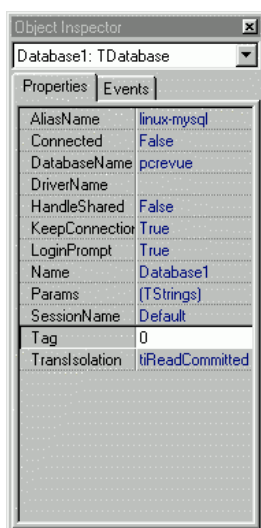 Object Inspector
Database1: TDatabase
Properties Events
AliasName linux-mysql
Connected False
DatabaseName pcrevue
DriverName
HandleShared False
KeepConnection True
LoginPrompt True
Name Database1
Params (TStrings)
SessionName Default
Tag 0
TransIsolation tiReadCommitted